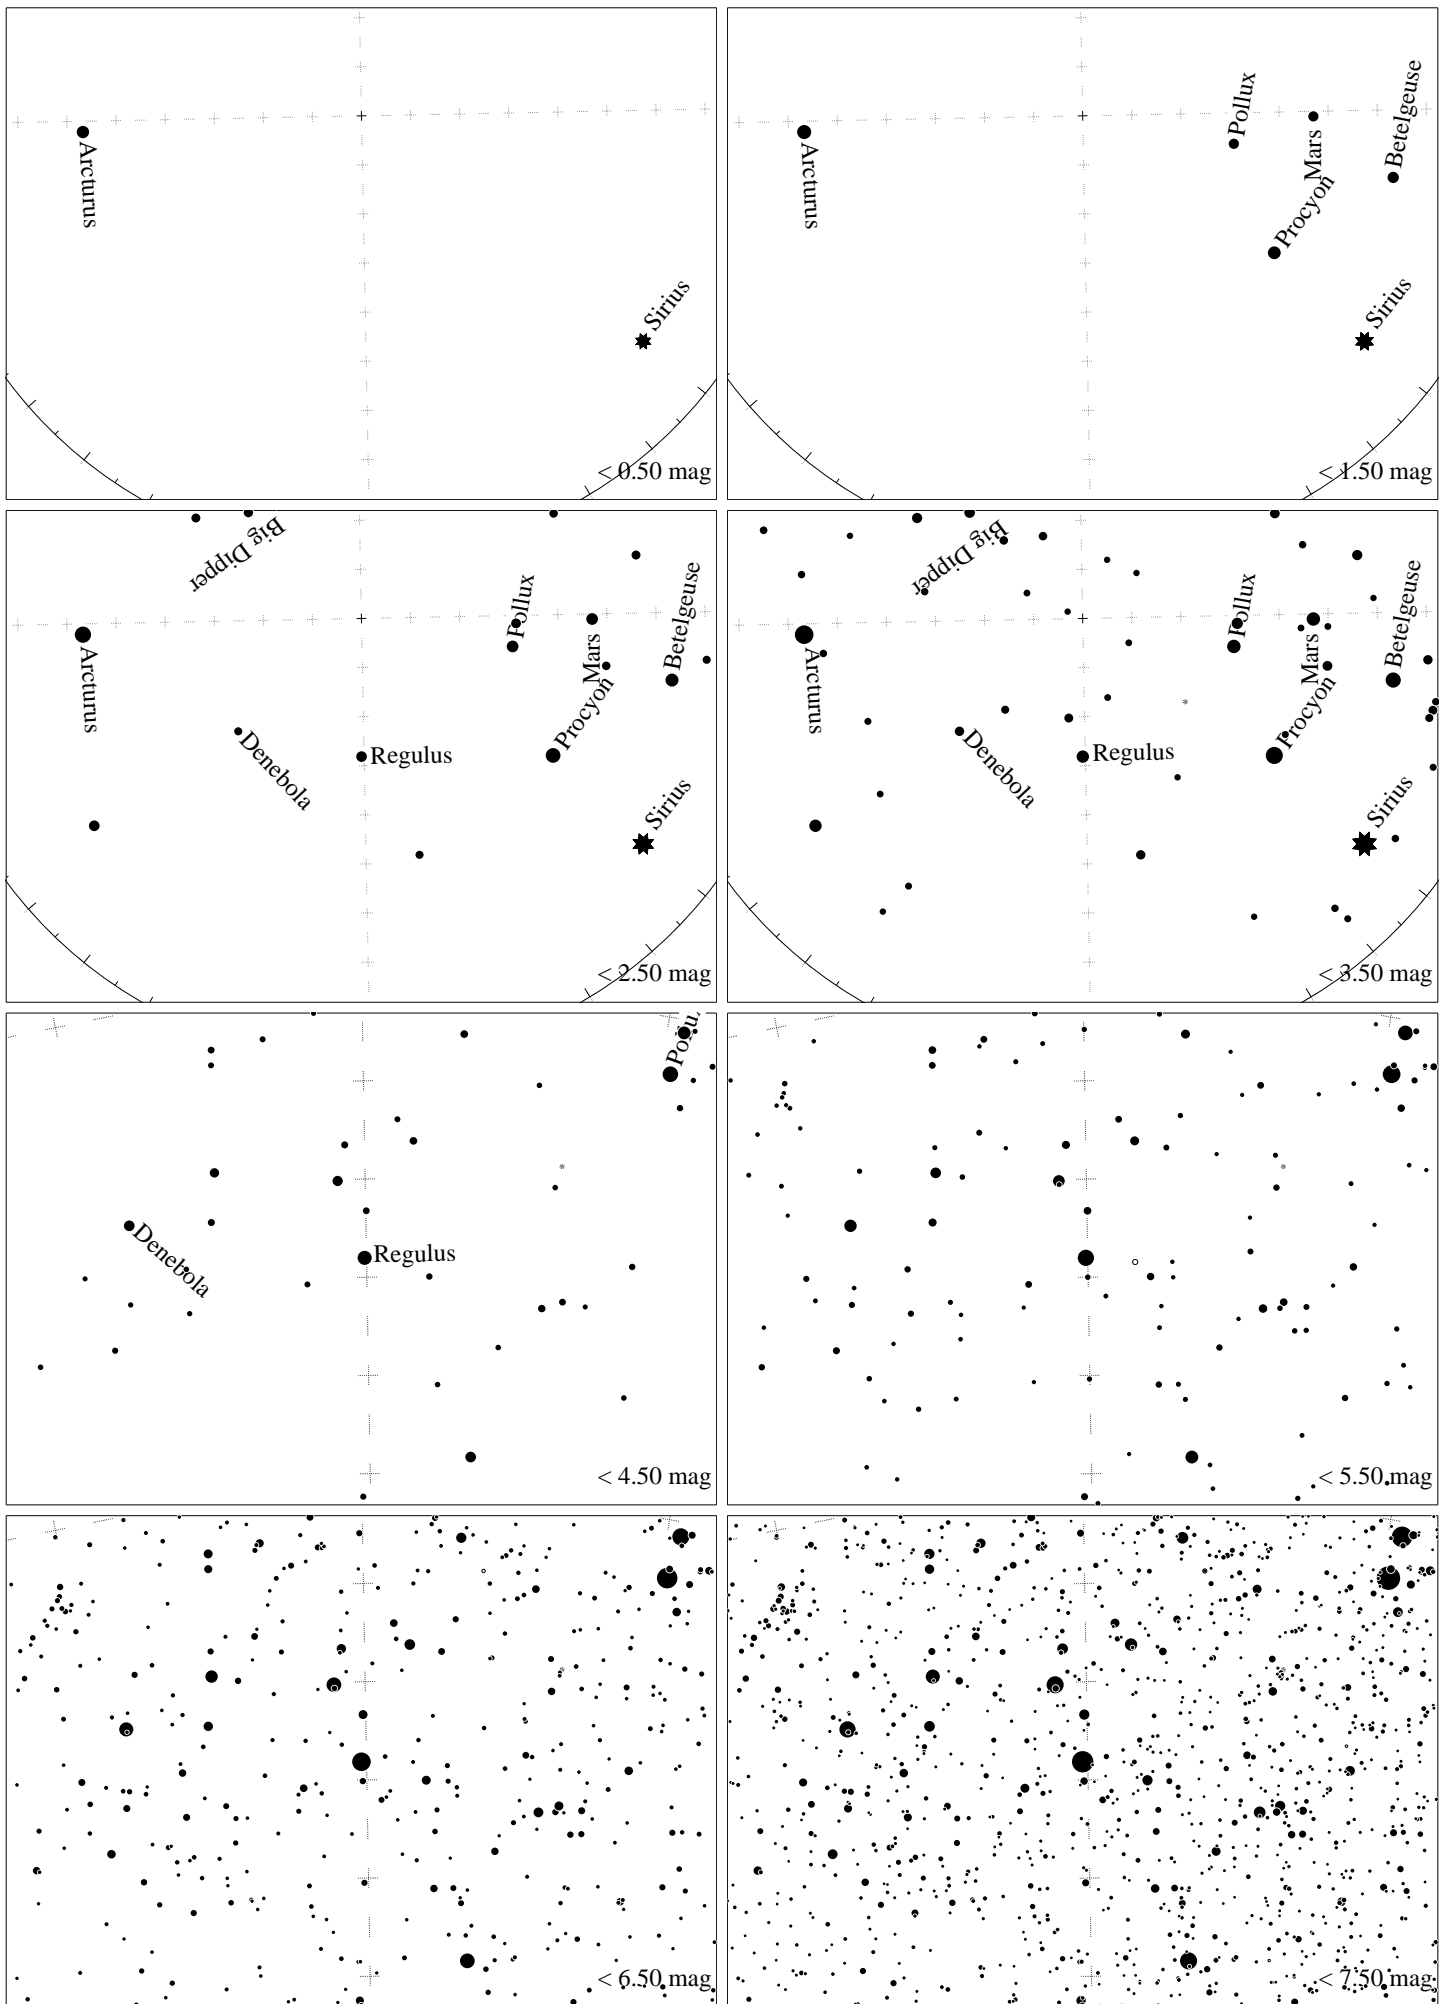 Arcturus
Sirius
< 0.50 mag
Arcturus
Pollux
Mars
Procyon
Betelgeuse
Sirius
< 1.50 mag
Big Dipper
Arcturus
Denebola
Regulus
Pollux
Mars
Procyon
Betelgeuse
Sirius
< 2.50 mag
Big Dipper
Arcturus
Denebola
Regulus
Pollux
Mars
Procyon
Betelgeuse
Sirius
< 3.50 mag
Denebola
Regulus
< 4.50 mag
< 5.50 mag
< 6.50 mag
< 7.50 mag